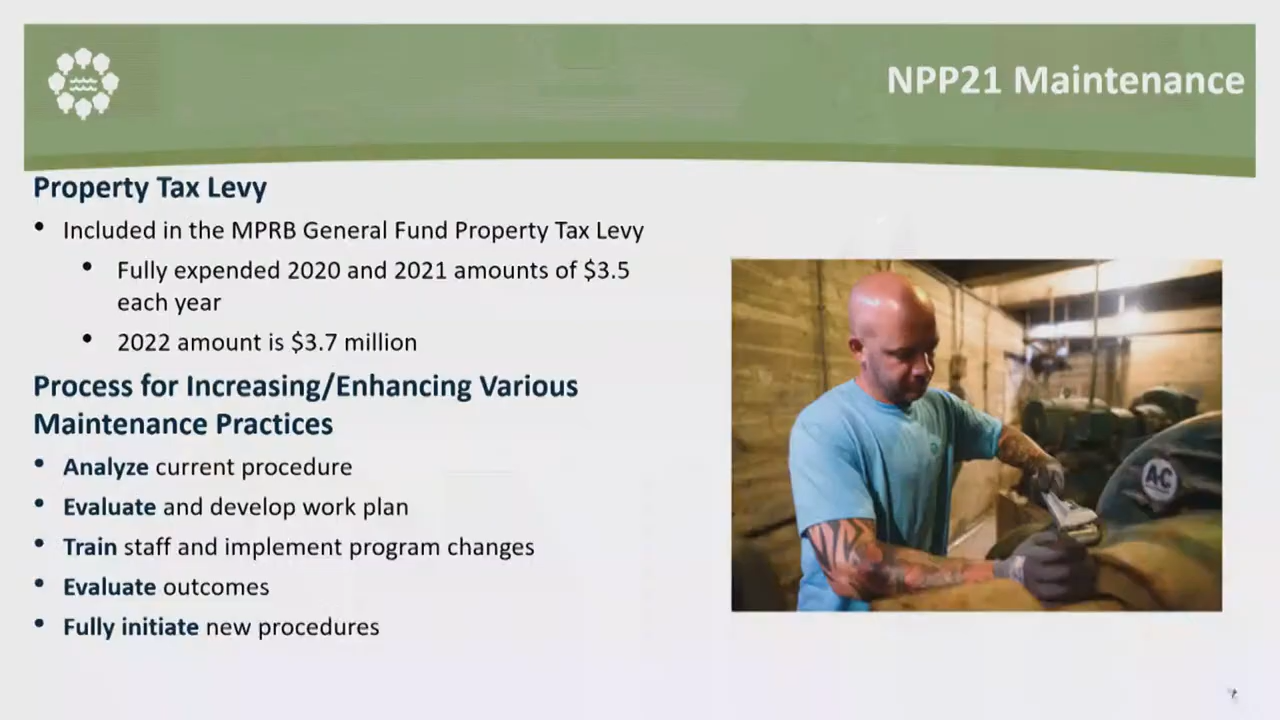 NPP21 Maintenance
Property Tax Levy
• Included in the MPRB General Fund Property Tax Levy
• Fully expended 2020 and 2021 amounts of $3.5
each year
• 2022 amount is $3.7 million
Process for Increasing/Enhancing Various
Maintenance Practices
• Analyze current procedure
• Evaluate and develop work plan
• Train staff and implement program changes
• Evaluate outcomes
• Fully initiate new procedures
A-C